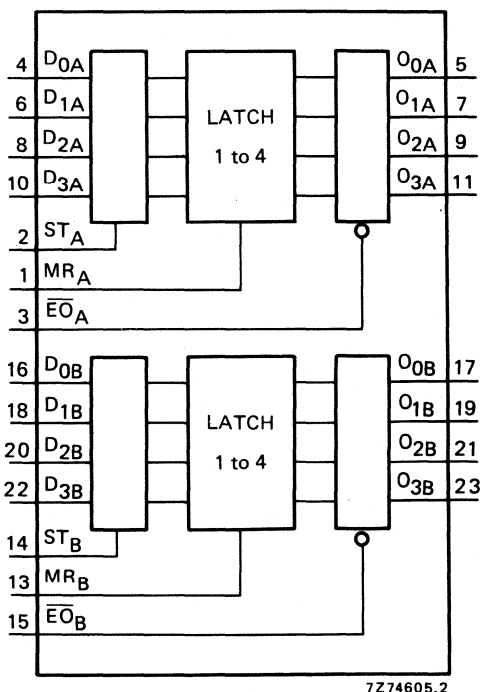 4 D0A O0A 5
6 D1A O1A 7
LATCH
8 D2A O2A 9
1 to 4
10 D3A O3A 11
2 STA
1 MRA
3 E̅O̅A
16 D0B O0B 17
18 D1B O1B 19
LATCH
20 D2B O2B 21
1 to 4
22 D3B O3B 23
14 STB
13 MRB
15 E̅O̅B
7Z74605.2